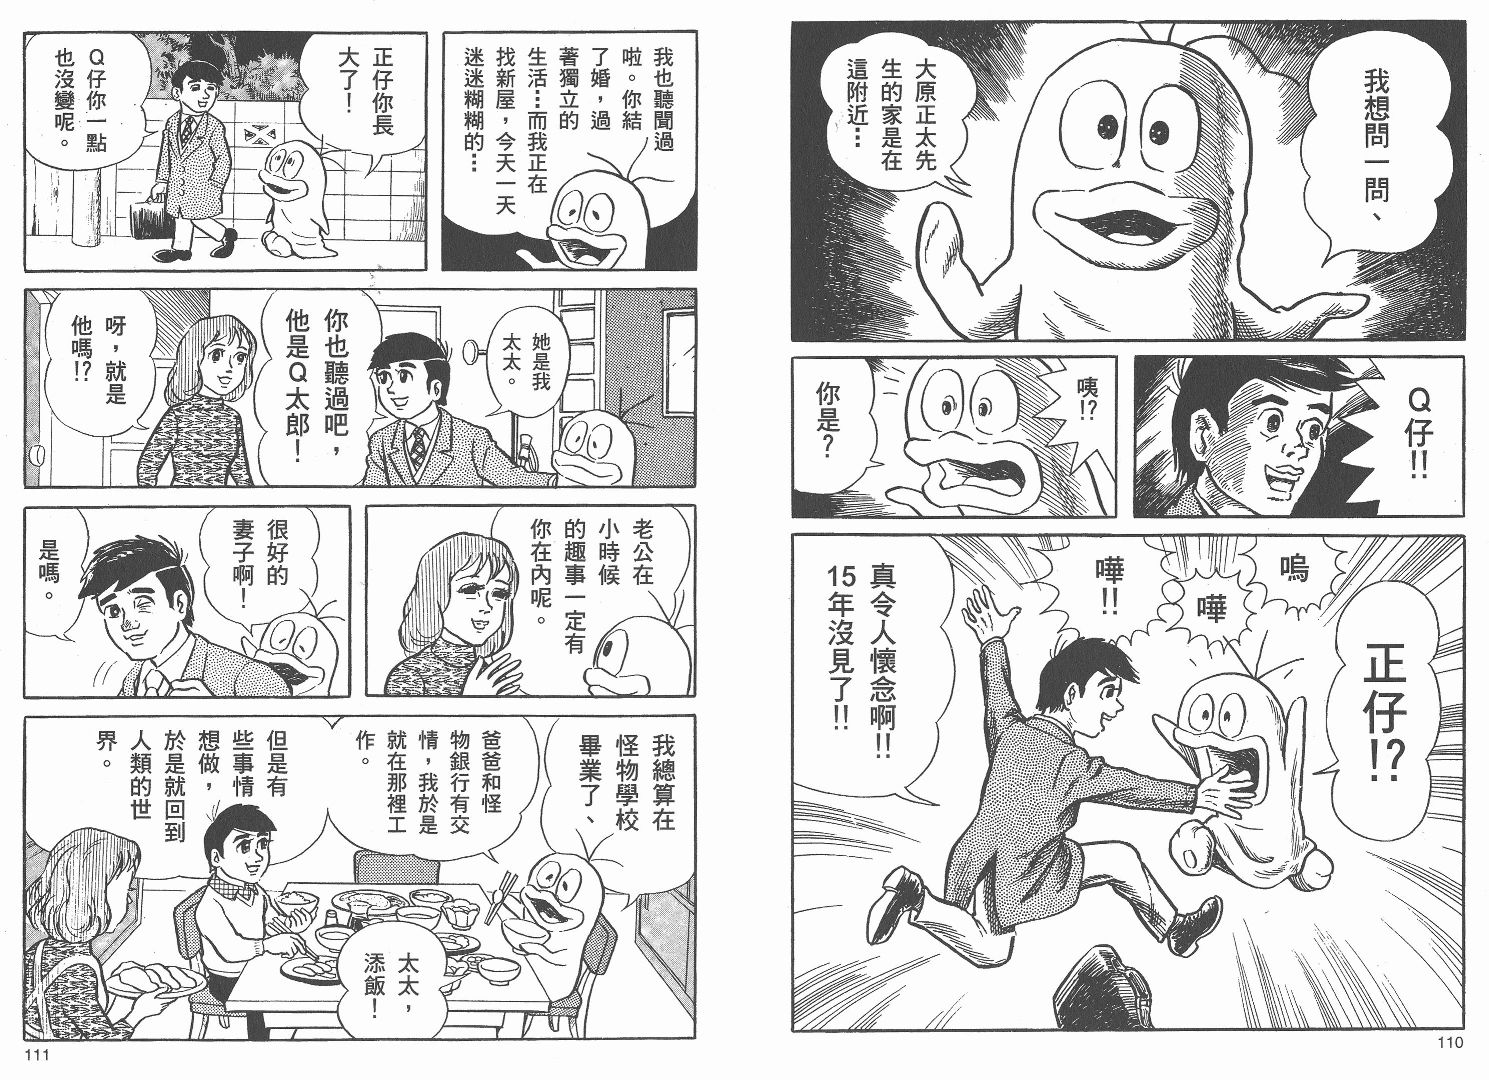 我想問一問、
大原正太先
生的家是在
這附近…
Q仔!!
咦!?
你是？
正仔!?
嗚
嘩
嘩!!
真令人懷念啊!!
15年沒見了!!
110
我也聽聞過
啦。你結
了婚，過
著獨立的
生活…而我正在
找新屋，今天一天
迷迷糊糊的…
正仔你長
大了！
Q仔你一點
也沒變呢。
她是我
太太。
你也聽過吧，
他是Q太郎！
呀，就是
他嗎!?
老公在
小時候
的趣事一定有
你在內呢。
很好的
妻子啊！
是嗎。
我總算在
怪物學校
畢業了、
爸爸和怪
物銀行有交
情，我於是
就在那裡工
作。
但是有
些事情
想做，
於是就回到
人類的世
界。
太太，
添飯！
111